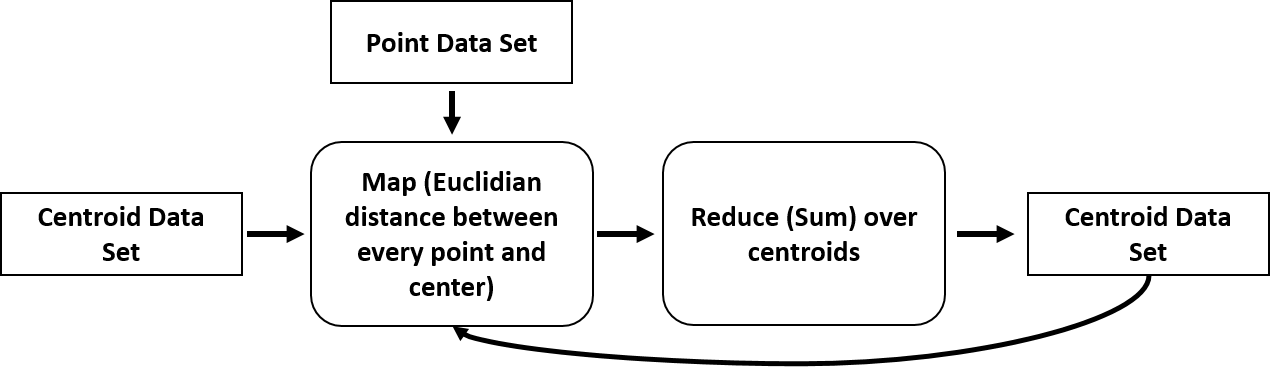 Point Data Set
Centroid Data
Set
Map (Euclidian
distance between
every point and
center)
Reduce (Sum) over
centroids
Centroid Data
Set